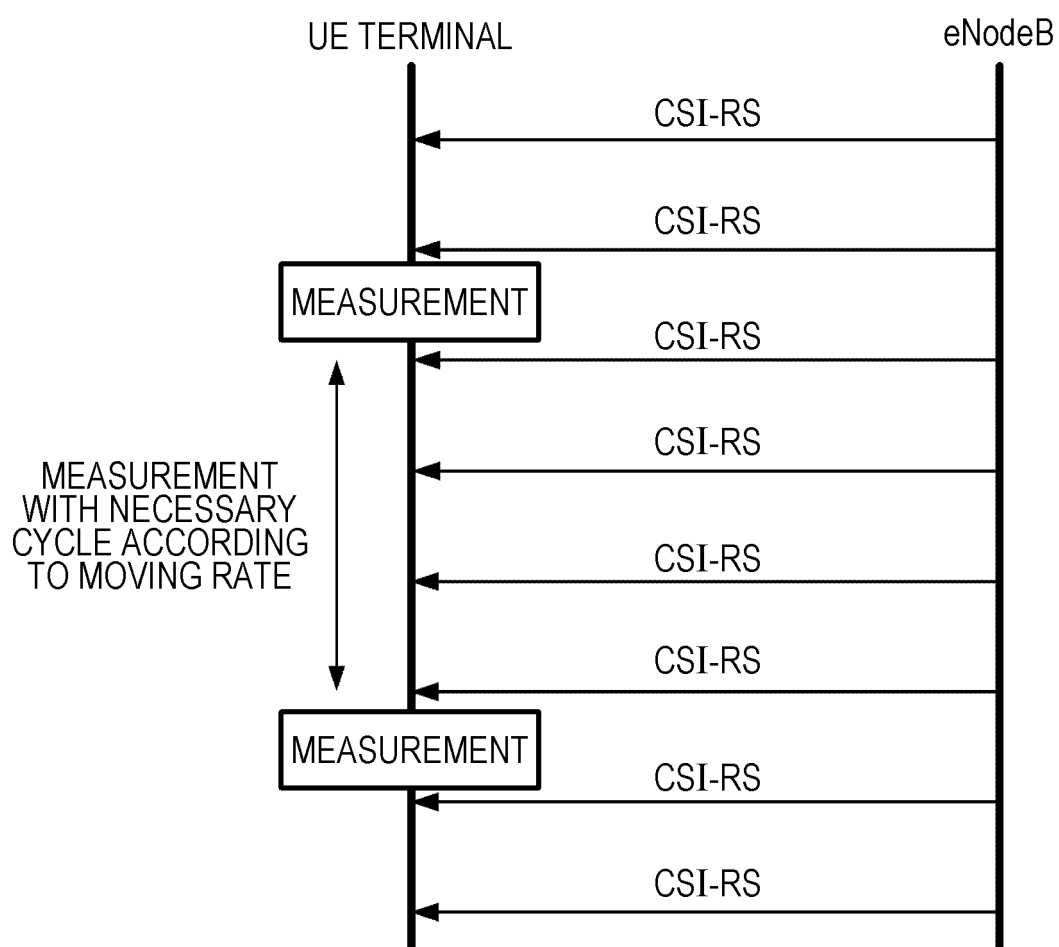 UE TERMINAL
eNodeB
CSI-RS
CSI-RS
MEASUREMENT
CSI-RS
CSI-RS
MEASUREMENT
WITH NECESSARY
CYCLE ACCORDING
TO MOVING RATE
CSI-RS
CSI-RS
MEASUREMENT
CSI-RS
CSI-RS